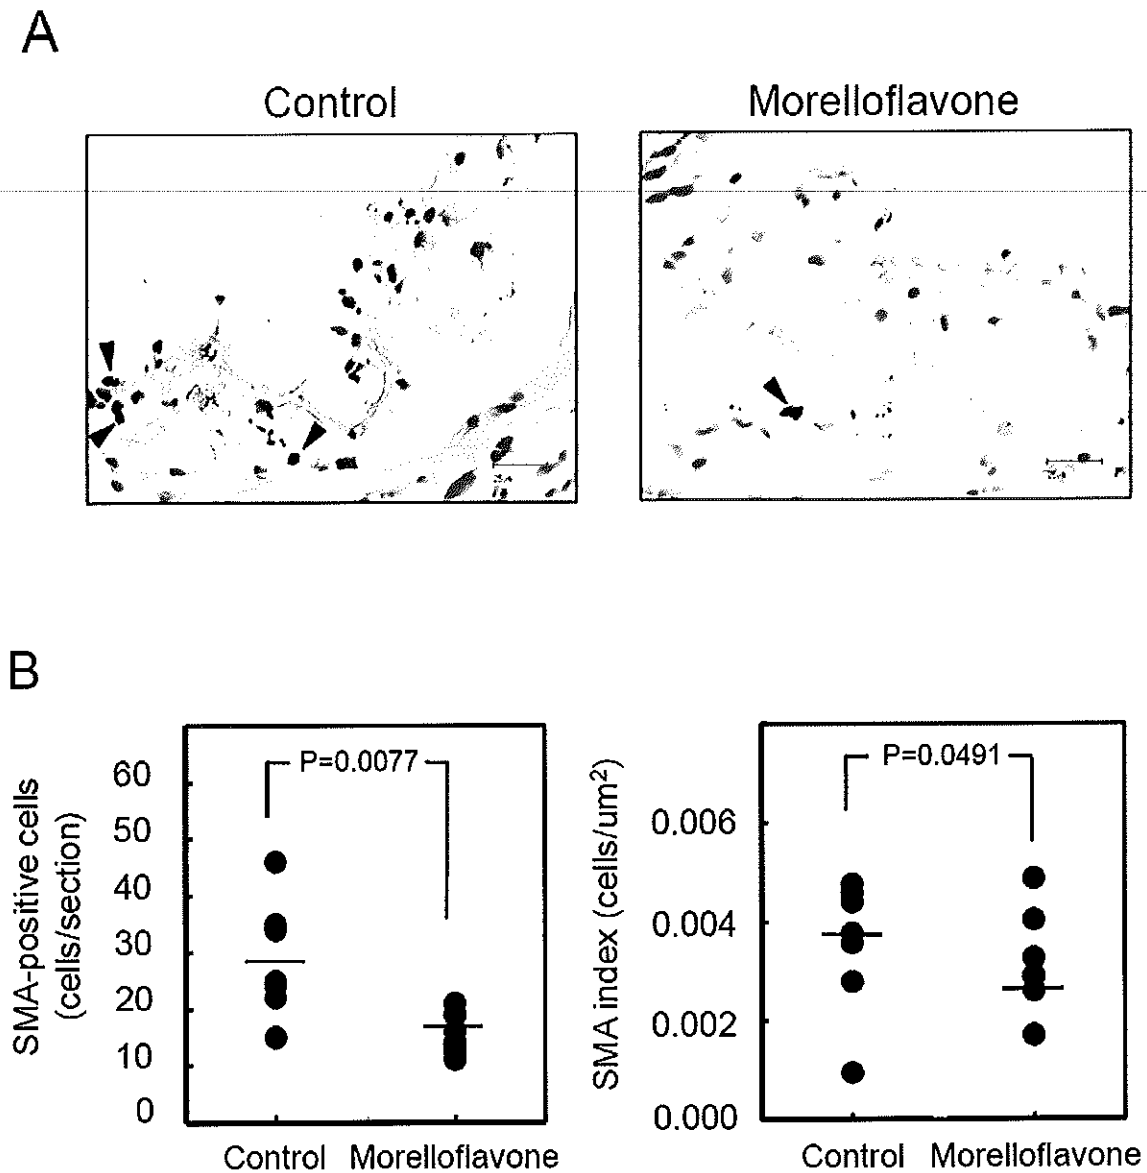 A
Control
Morelloflavone
B
SMA-positive cells
(cells/section)
60
50
40
30
20
10
0
P=0.0077
Control Morelloflavone
SMA index (cells/um²)
0.006
0.004
0.002
0.000
P=0.0491
Control Morelloflavone